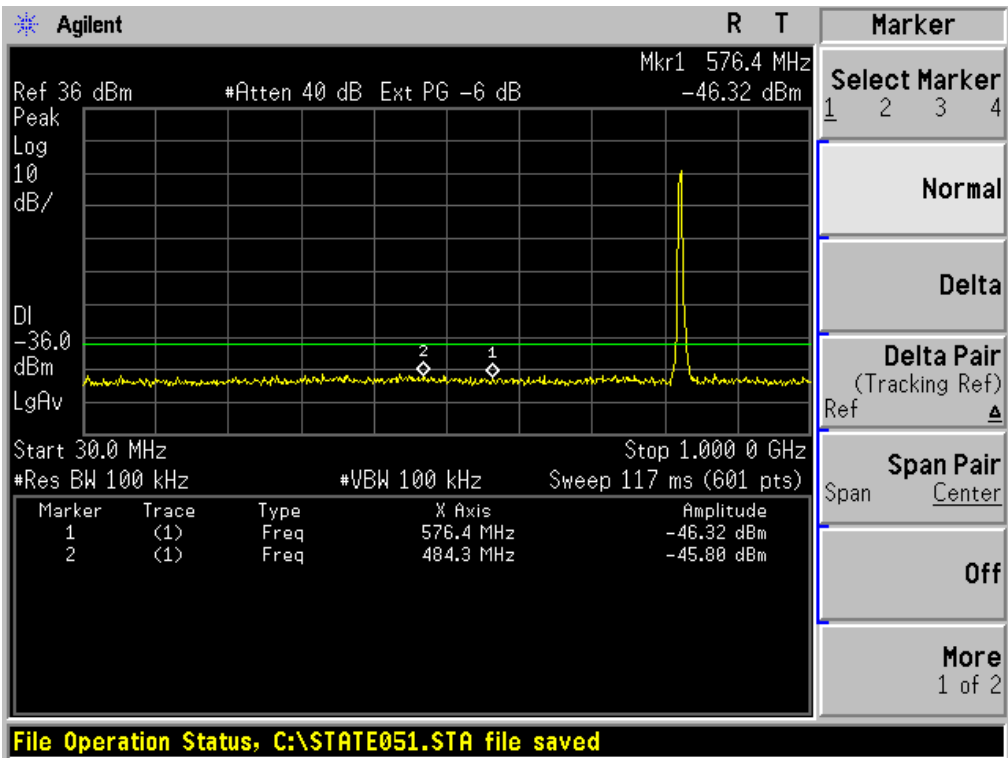 Agilent R T
Mkr1 576.4 MHz
Ref 36 dBm #Atten 40 dB Ext PG -6 dB -46.32 dBm
Peak
Log
10
dB/
DI
-36.0
dBm
LgAv
2 1
Start 30.0 MHz Stop 1.000 0 GHz
#Res BW 100 kHz #VBW 100 kHz Sweep 117 ms (601 pts)
Marker Trace Type X Axis Amplitude
1 (1) Freq 576.4 MHz -46.32 dBm
2 (1) Freq 484.3 MHz -45.80 dBm
File Operation Status, C:\STATE051.STA file saved
Marker
Select Marker
1 2 3 4
Normal
Delta
Delta Pair
(Tracking Ref)
Ref Δ
Span Pair
Span Center
Off
More
1 of 2